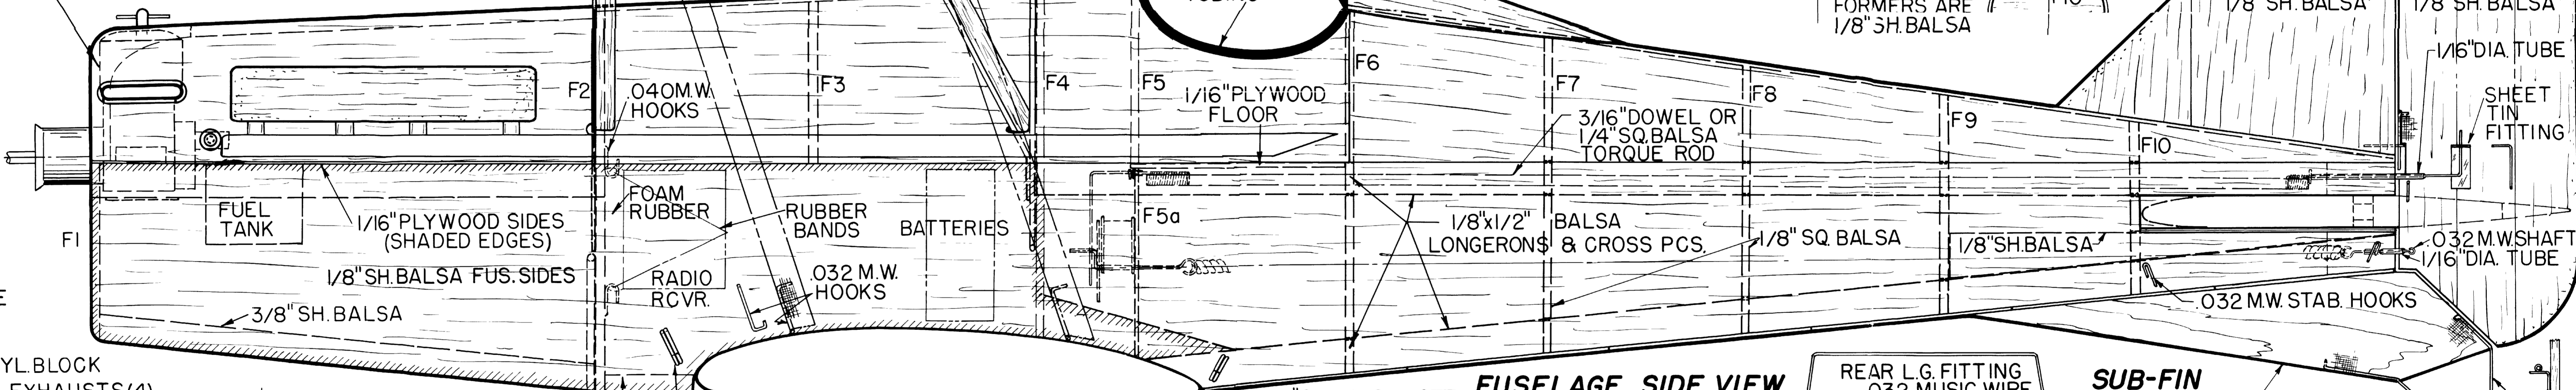 FORMERS ARE
1/8"SH.BALSA
1/8"SH.BALSA
1/8"SH.BALSA
1/16"DIA.TUBE
SHEET
TIN
FITTING
F2
.040M.W.
HOOKS
F3
F4
F5
1/16"PLYWOOD
FLOOR
F6
F7
3/16"DOWEL OR
1/4"SQ.BALSA
TORQUE ROD
F8
F9
F10
FUEL
TANK
1/16"PLYWOOD SIDES
(SHADED EDGES)
FOAM
RUBBER
RUBBER
BANDS
BATTERIES
F5a
1/8"x1/2" BALSA
LONGERONS & CROSS PCS.
1/8"SQ.BALSA
1/8"SH.BALSA
.032 M.W.SHAFT
1/16"DIA. TUBE
F1
1/8"SH.BALSA FUS.SIDES
RADIO
RCVR.
.032 M.W.
HOOKS
.032 M.W. STAB. HOOKS
3/8"SH.BALSA
YL.BLOCK
EXHAUSTS(4)
FUSELAGE SIDE VIEW
REAR L.G. FITTING
.032 MUSIC WIRE
SUB-FIN